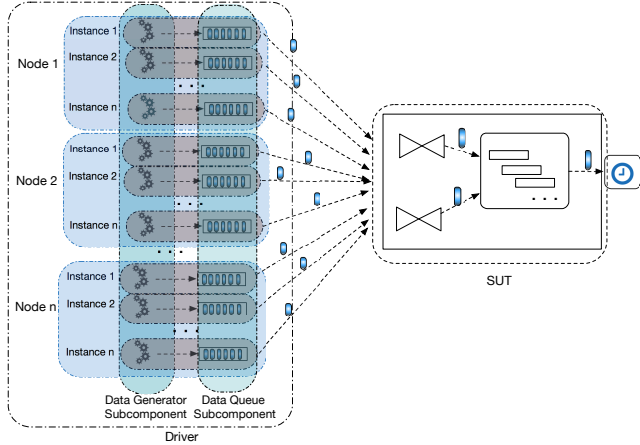 Node 1
Instance 1
Instance 2
. . .
Instance n
Node 2
Instance 1
Instance 2
. . .
Instance n
. . .
Node n
Instance 1
Instance 2
. . .
Instance n
Data Generator
Subcomponent
Data Queue
Subcomponent
Driver
. . .
SUT